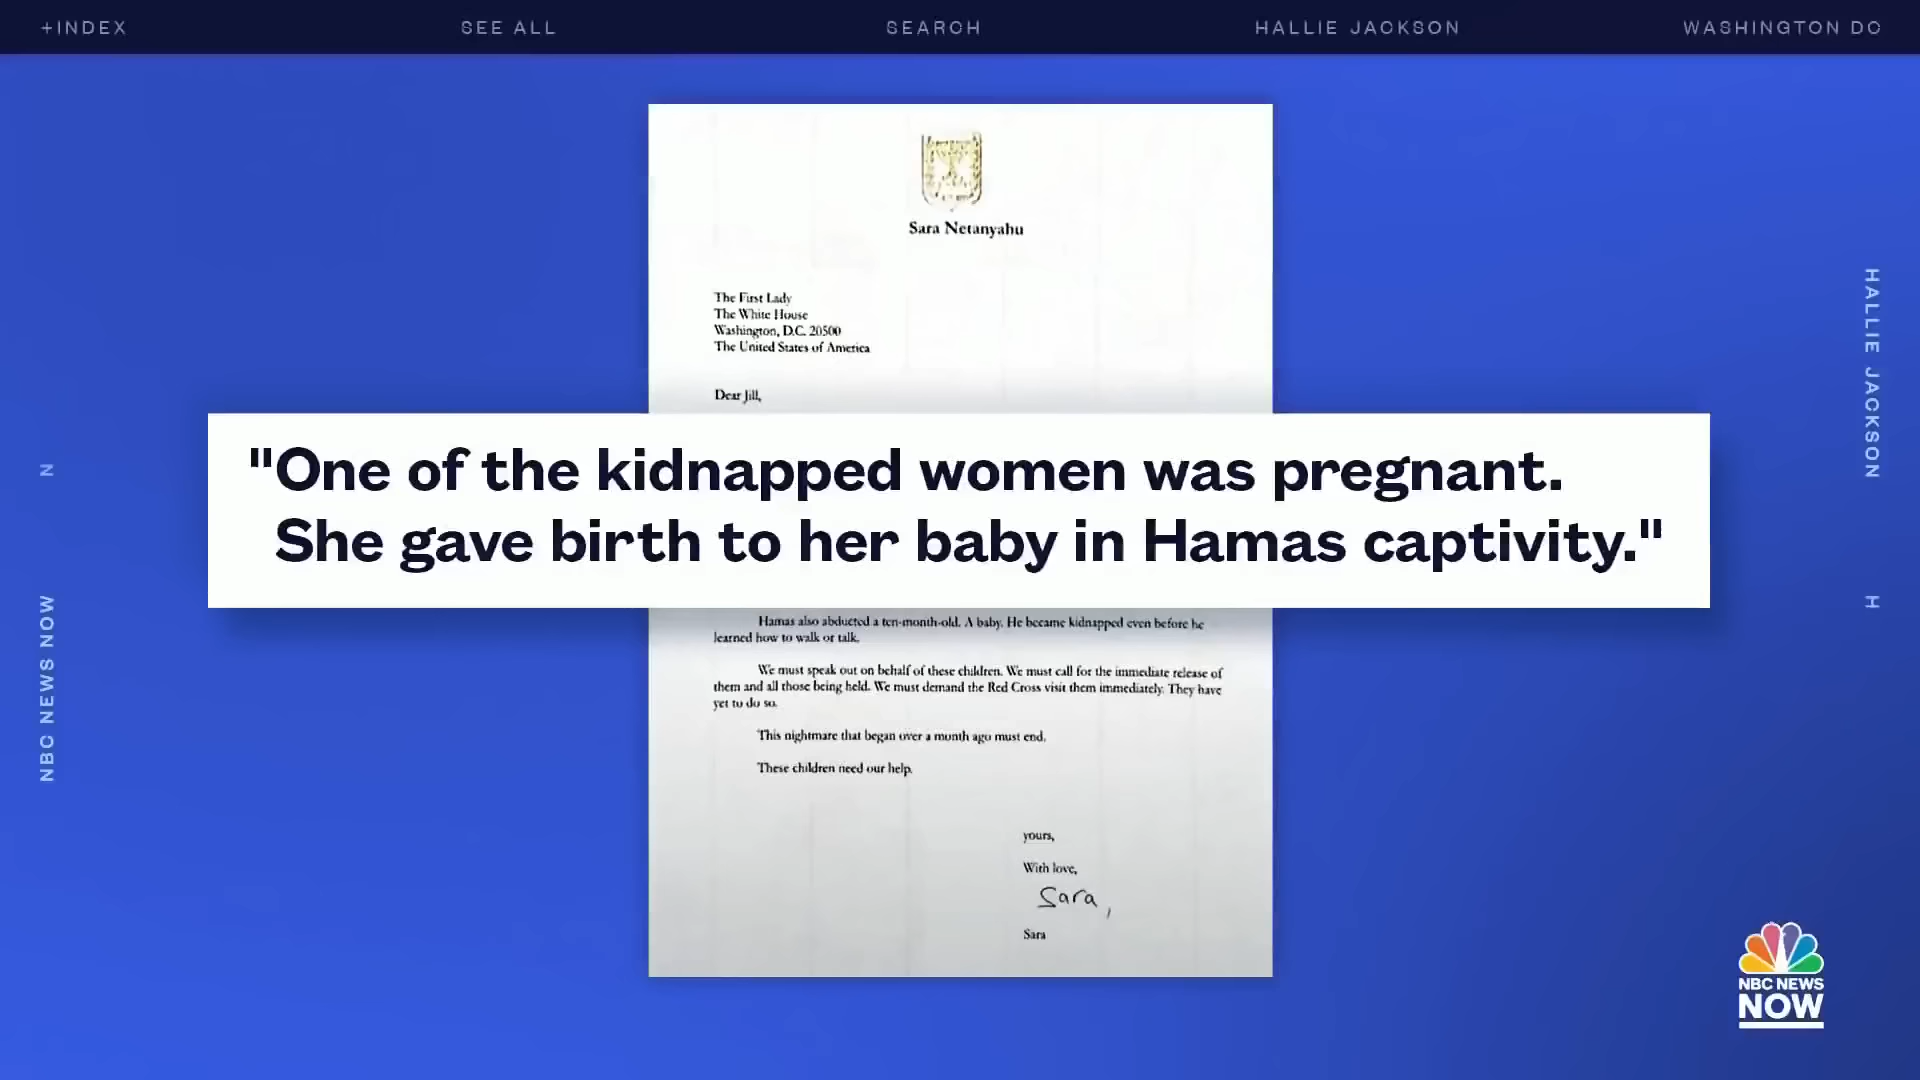 +INDEX
SEE ALL
SEARCH
HALLIE JACKSON
WASHINGTON DC
Sara Netanyahu
The First Lady
The White House
Washington, D.C. 20500
The United States of America
Dear Jill,
"One of the kidnapped women was pregnant.
She gave birth to her baby in Hamas captivity."
Hamas also abducted a ten-month-old. A baby. He became kidnapped even before he
learned how to walk or talk.
We must speak out on behalf of these children. We must call for the immediate release of
them and all those being held. We must demand the Red Cross visit them immediately. They have
yet to do so.
This nightmare that began over a month ago must end.
These children need our help.
yours,
With love,
Sara,
Sara
N
NBC NEWS NOW
HALLIE JACKSON
H
NBC NEWS
NOW